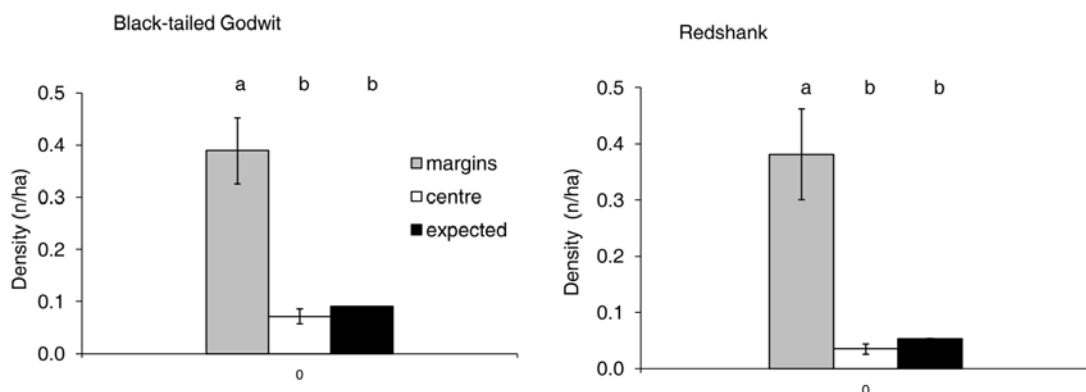 Black-tailed Godwit
a b b
0.5
0.4
0.3
0.2
0.1
0.0
Density (n/ha)
margins
centre
expected
0
Redshank
a b b
0.5
0.4
0.3
0.2
0.1
0.0
Density (n/ha)
0